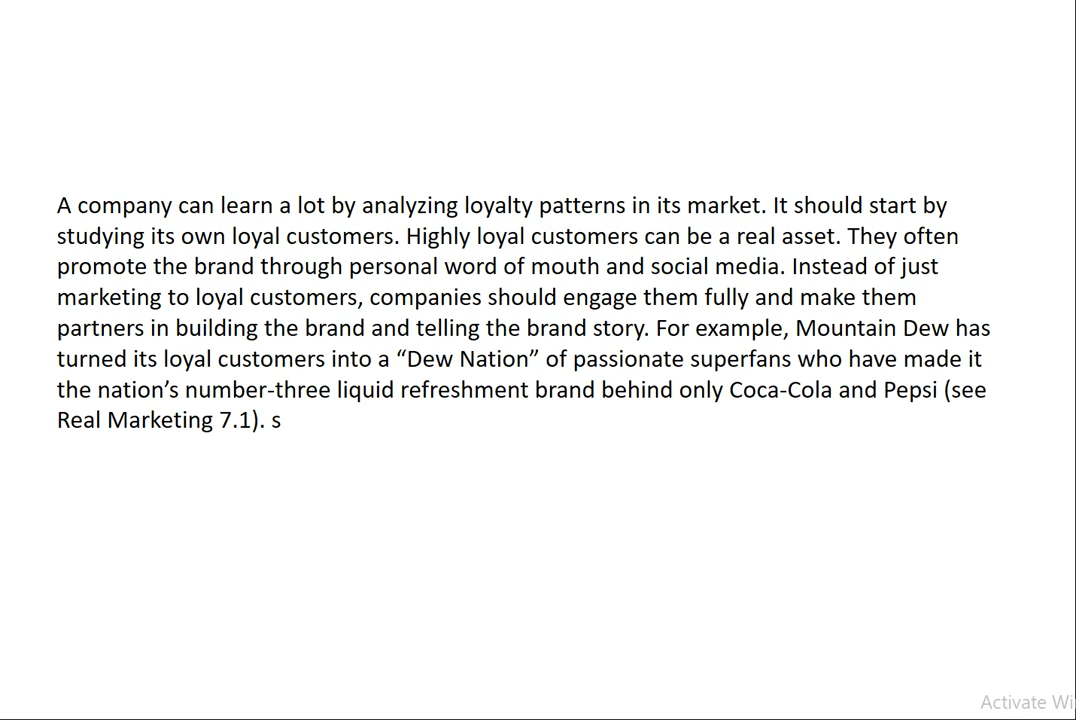 A company can learn a lot by analyzing loyalty patterns in its market. It should start by
studying its own loyal customers. Highly loyal customers can be a real asset. They often
promote the brand through personal word of mouth and social media. Instead of just
marketing to loyal customers, companies should engage them fully and make them
partners in building the brand and telling the brand story. For example, Mountain Dew has
turned its loyal customers into a “Dew Nation” of passionate superfans who have made it
the nation’s number-three liquid refreshment brand behind only Coca-Cola and Pepsi (see
Real Marketing 7.1). s
Activate Wi